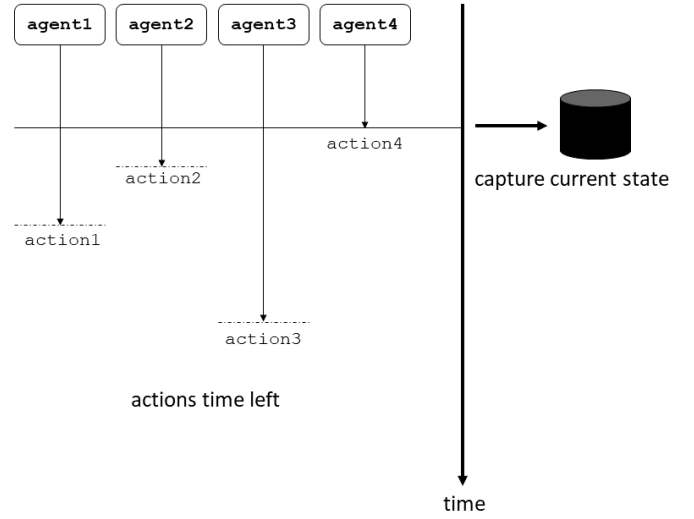 agent1 agent2 agent3 agent4
action4
action2
capture current state
action1
action3
actions time left
time